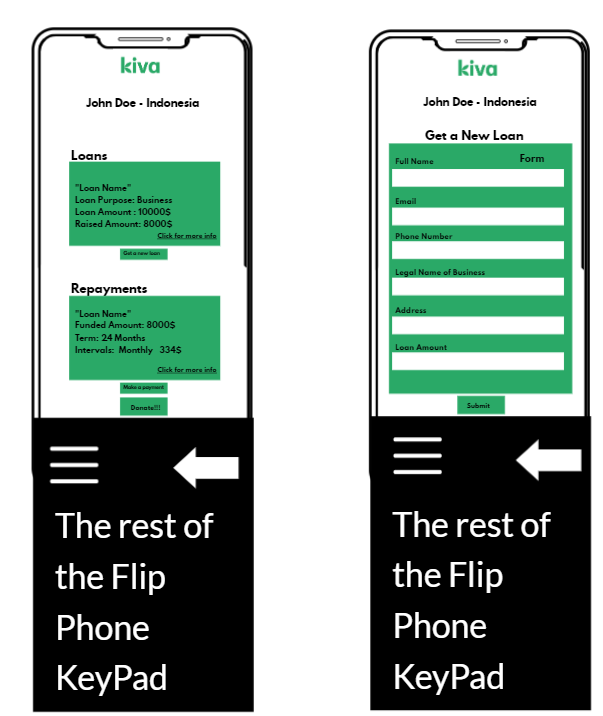 kiva
John Doe - Indonesia
Loans
"Loan Name"
Loan Purpose: Business
Loan Amount : 10000$
Raised Amount: 8000$
Click for more info
Get a new loan
Repayments
"Loan Name"
Funded Amount: 8000$
Term: 24 Months
Intervals: Monthly 334$
Click for more info
Make a payment
Donate!!!
The rest of
the Flip
Phone
KeyPad
kiva
John Doe - Indonesia
Get a New Loan
Form
Full Name
Email
Phone Number
Legal Name of Business
Address
Loan Amount
Submit
The rest of
the Flip
Phone
KeyPad